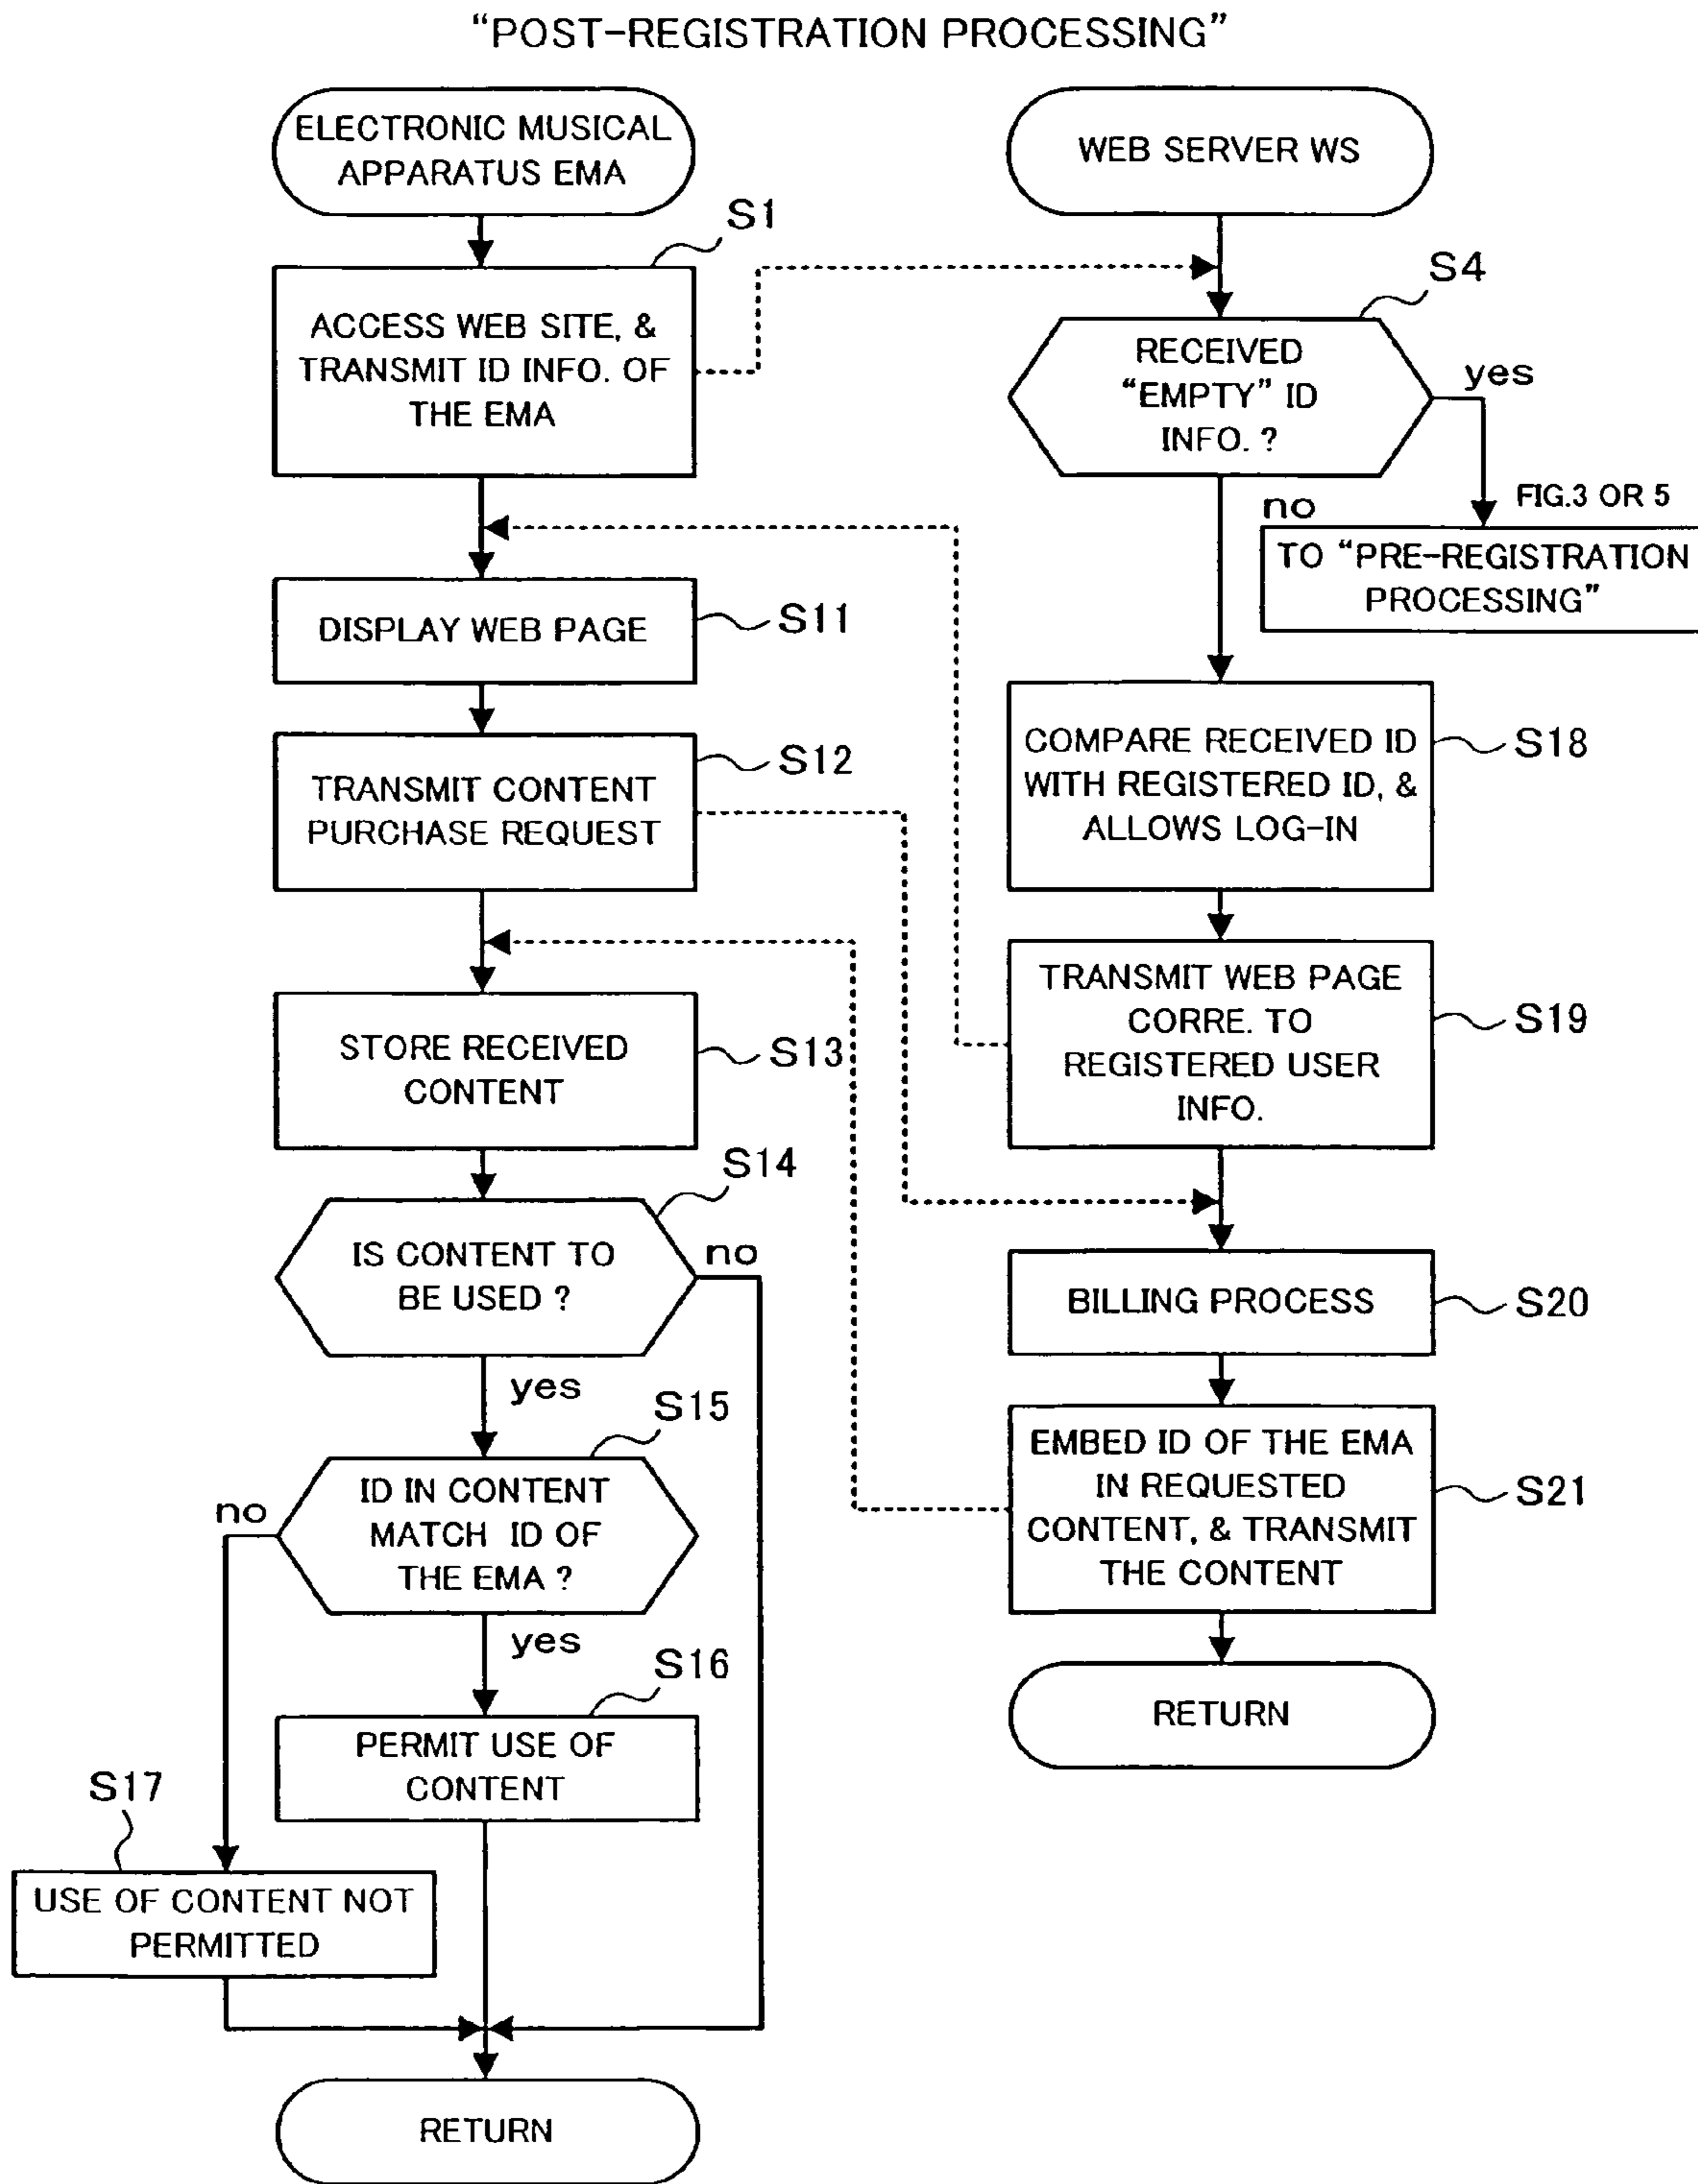 “POST-REGISTRATION PROCESSING”
ELECTRONIC MUSICAL
APPARATUS EMA
S1
ACCESS WEB SITE, &
TRANSMIT ID INFO. OF
THE EMA
DISPLAY WEB PAGE
S11
S12
TRANSMIT CONTENT
PURCHASE REQUEST
STORE RECEIVED
CONTENT
S13
S14
IS CONTENT TO
BE USED ?
no
yes
S15
ID IN CONTENT
MATCH ID OF
THE EMA ?
no
yes
S16
PERMIT USE OF
CONTENT
S17
USE OF CONTENT NOT
PERMITTED
RETURN
WEB SERVER WS
S4
RECEIVED
“EMPTY” ID
INFO. ?
yes
no
FIG.3 OR 5
TO “PRE-REGISTRATION
PROCESSING”
COMPARE RECEIVED ID
WITH REGISTERED ID, &
ALLOWS LOG-IN
S18
TRANSMIT WEB PAGE
CORRE. TO
REGISTERED USER
INFO.
S19
BILLING PROCESS
S20
EMBED ID OF THE EMA
IN REQUESTED
CONTENT, & TRANSMIT
THE CONTENT
S21
RETURN